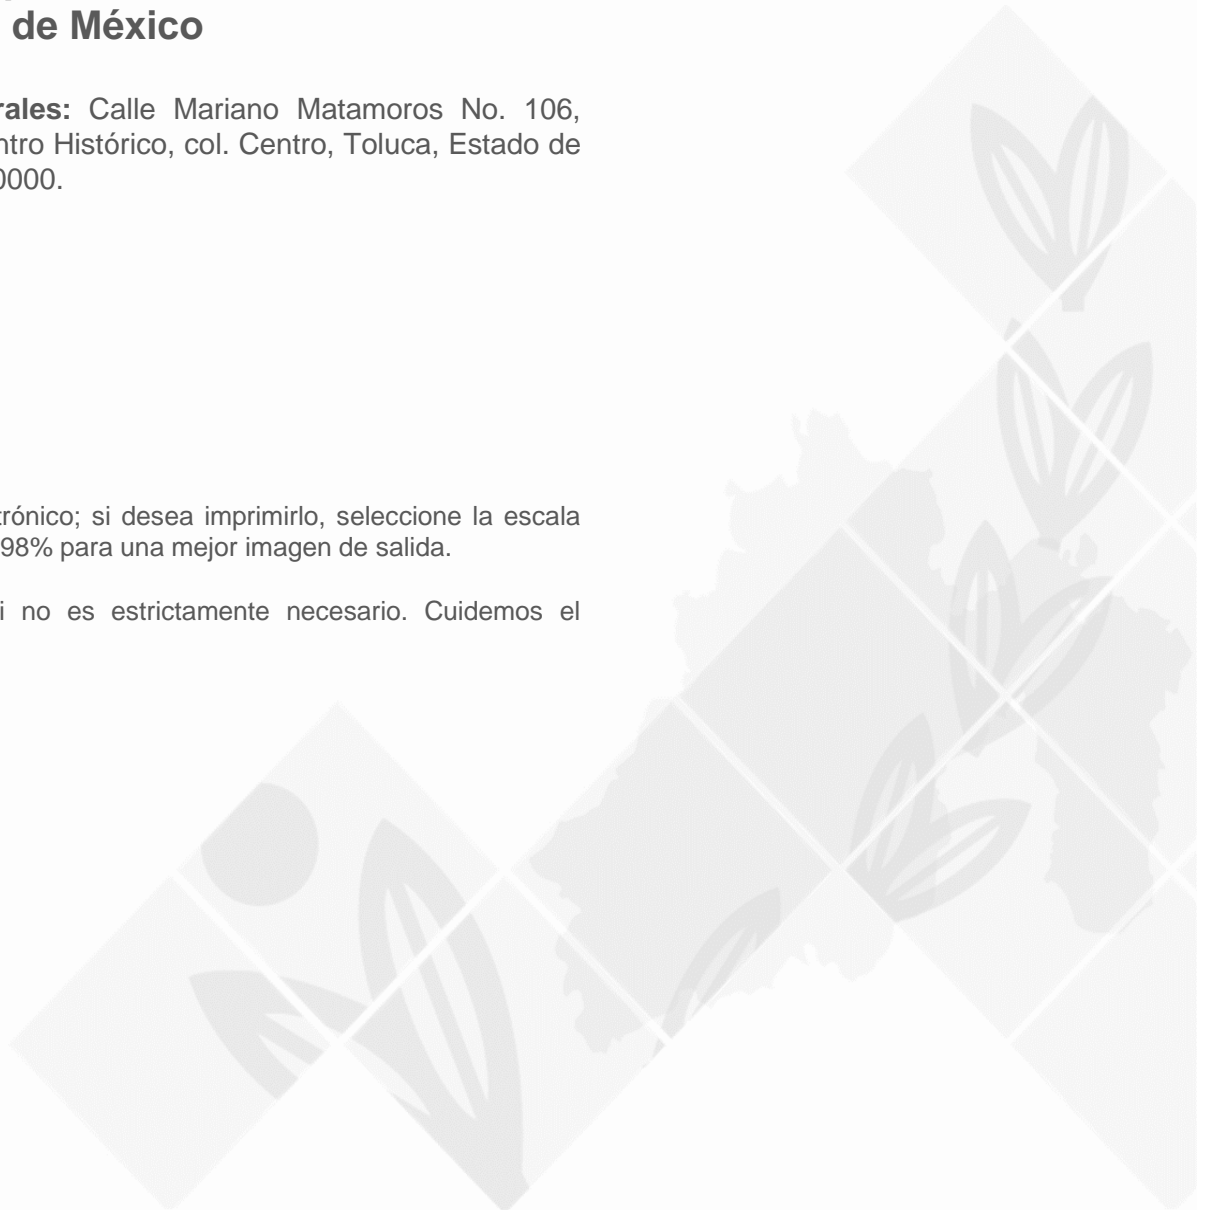 de México
rales: Calle Mariano Matamoros No. 106,
ntro Histórico, col. Centro, Toluca, Estado de
0000.
trónico; si desea imprimirlo, seleccione la escala
98% para una mejor imagen de salida.
i no es estrictamente necesario. Cuidemos el